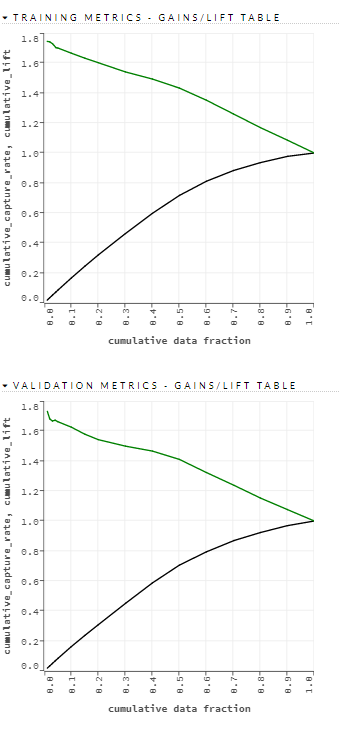 TRAINING METRICS - GAINS/LIFT TABLE
cumulative_capture_rate, cumulative_lift
1.8
1.6
1.4
1.2
1.0
0.8
0.6
0.4
0.2
0.0
0.0 0.1 0.2 0.3 0.4 0.5 0.6 0.7 0.8 0.9 1.0
cumulative data fraction
VALIDATION METRICS - GAINS/LIFT TABLE
cumulative_capture_rate, cumulative_lift
1.8
1.6
1.4
1.2
1.0
0.8
0.6
0.4
0.2
0.0
0.0 0.1 0.2 0.3 0.4 0.5 0.6 0.7 0.8 0.9 1.0
cumulative data fraction